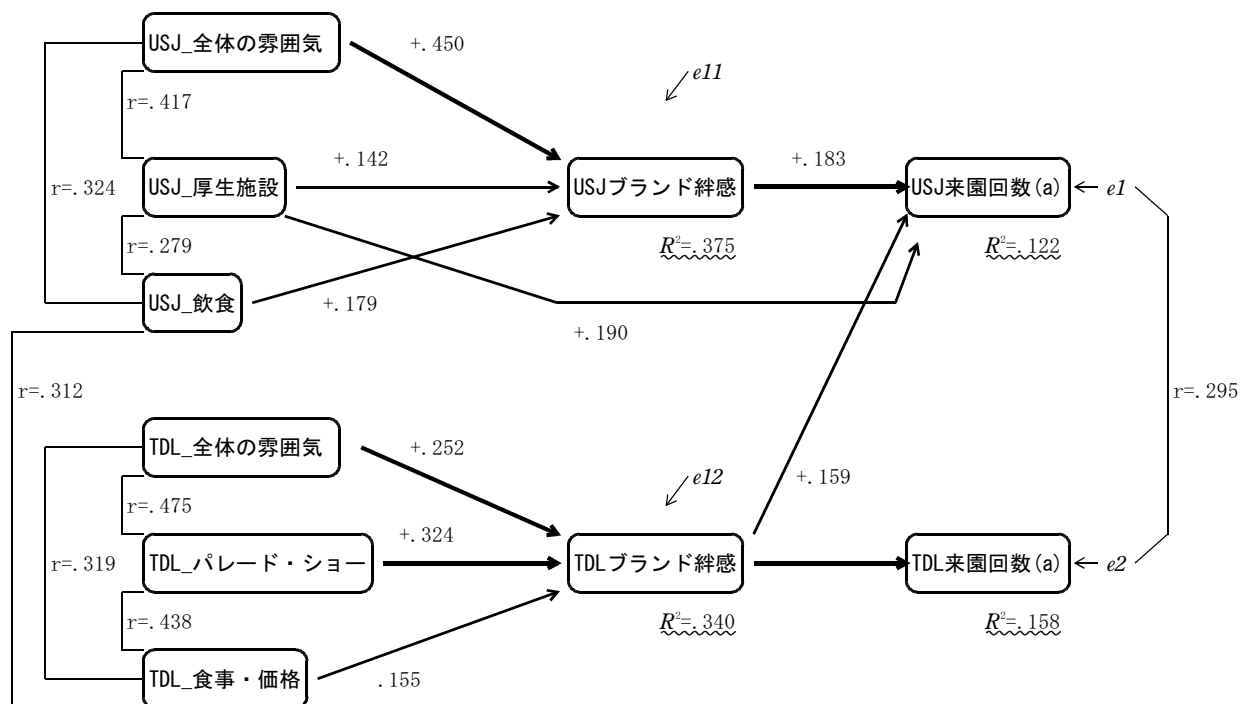 USJ_全体の雰囲気
+.450
e11
r=.417
USJ_厚生施設
+.142
USJブランド絆感
+.183
USJ来園回数(a)
e1
r=.324
R²=.375
R²=.122
r=.279
USJ_飲食
+.179
+.190
r=.312
r=.295
TDL_全体の雰囲気
+.252
e12
r=.475
+.159
TDL_パレード・ショー
+.324
TDLブランド絆感
TDL来園回数(a)
e2
r=.319
R²=.340
R²=.158
r=.438
TDL_食事・価格
.155